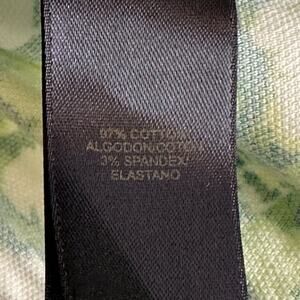 97% COTTON/
ALGODON/COTON
3% SPANDEX/
ELASTANO